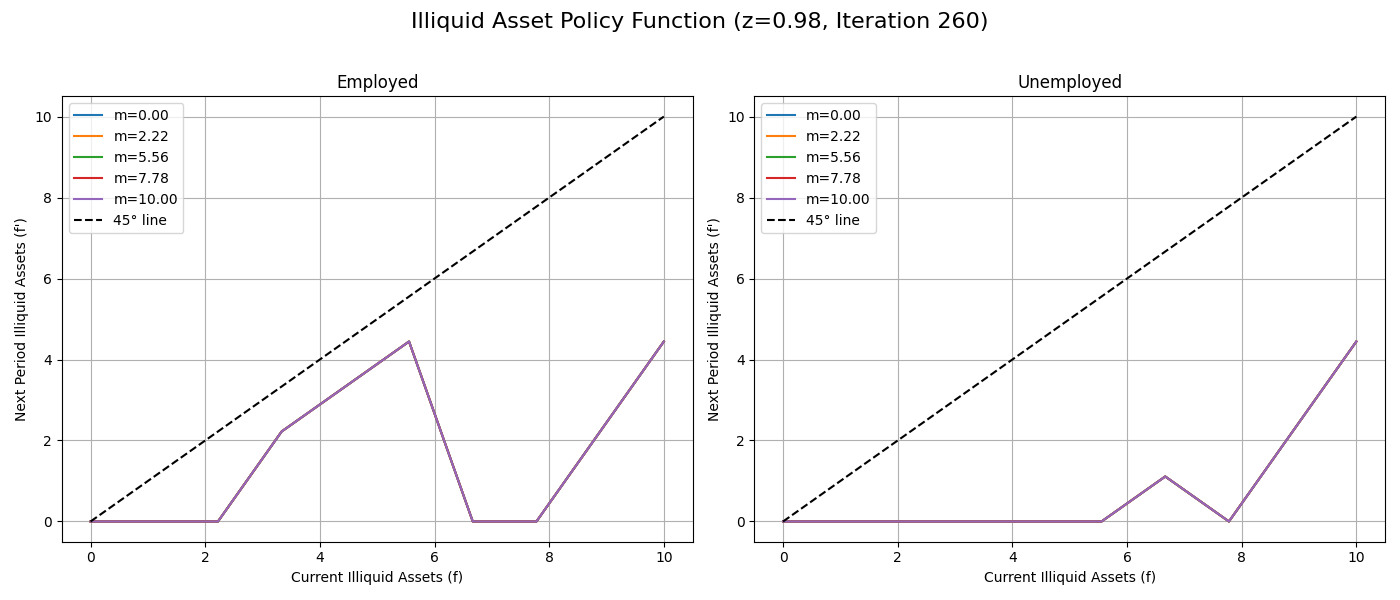 Illiquid Asset Policy Function (z=0.98, Iteration 260)
Employed
m=0.00
m=2.22
m=5.56
m=7.78
m=10.00
45° line
10
8
6
4
2
0
Next Period Illiquid Assets (f')
0 2 4 6 8 10
Current Illiquid Assets (f)
Unemployed
m=0.00
m=2.22
m=5.56
m=7.78
m=10.00
45° line
10
8
6
4
2
0
Next Period Illiquid Assets (f')
0 2 4 6 8 10
Current Illiquid Assets (f)